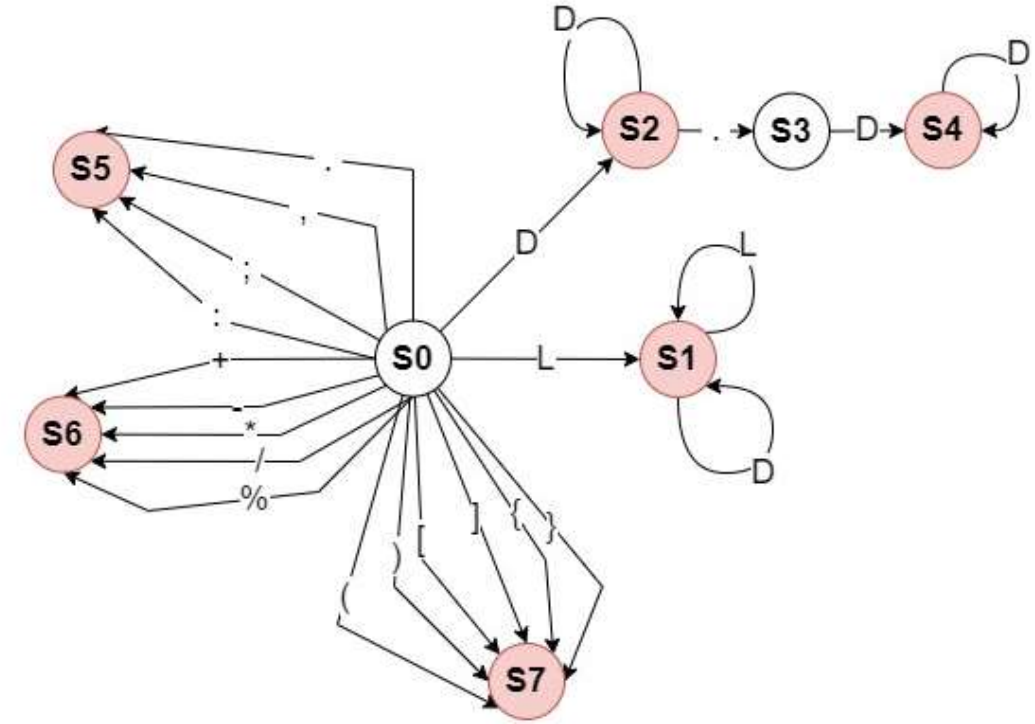 D
D
S2
.
S3
D
S4
S5
.
,
D
L
;
:
S0
L
S1
+
-
*
S6
/
%
D
[
]
{
}
)
(
S7